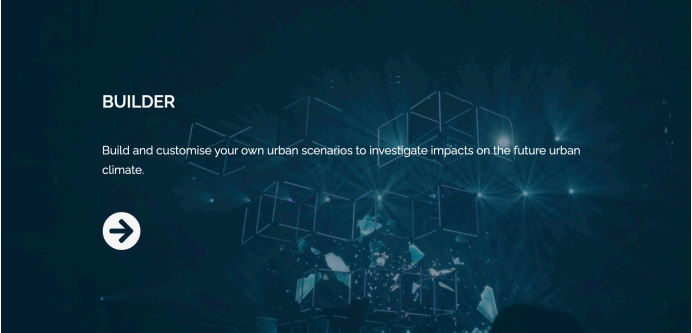 BUILDER
Build and customise your own urban scenarios to investigate impacts on the future urban
climate.